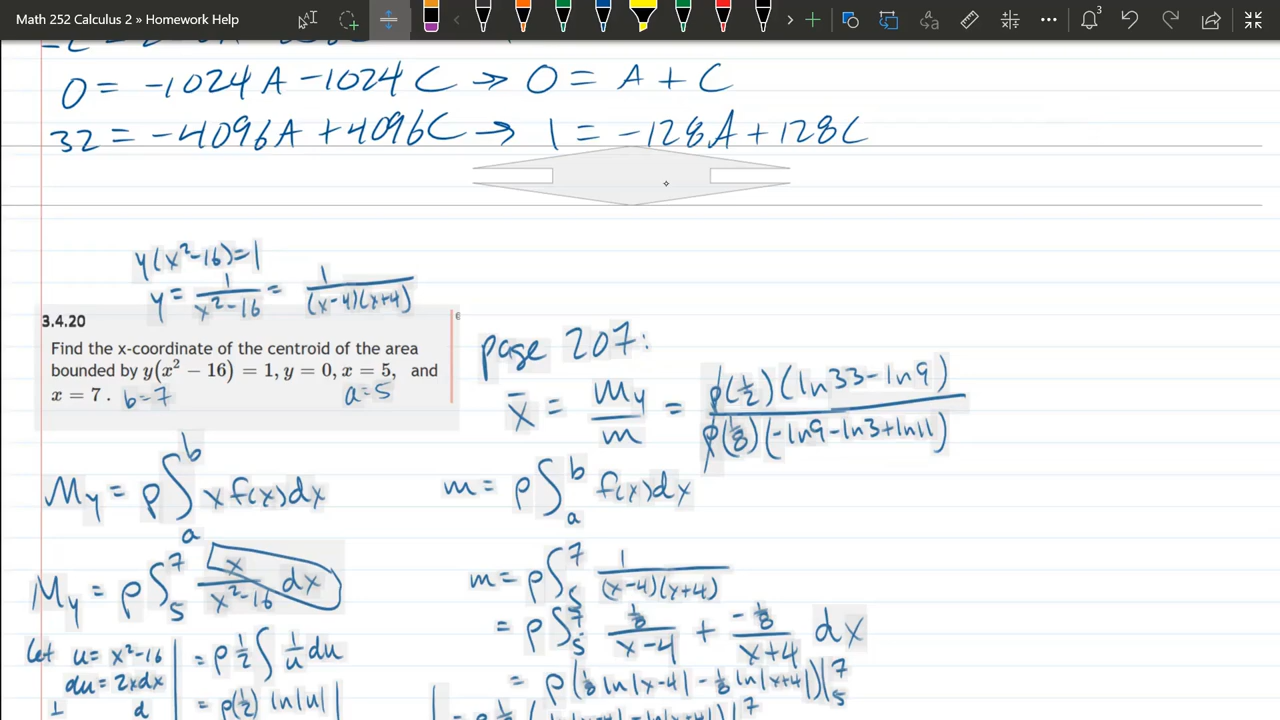 Math 252 Calculus 2 » Homework Help
3
0 = -1024A - 1024C → 0 = A + C
32 = -4096A + 4096C → 1 = -128A + 128C
y(x²-16)=1
y = 1/(x²-16) = 1/((x-4)(x+4))
3.4.20
Find the x-coordinate of the centroid of the area
bounded by y(x² − 16) = 1, y = 0, x = 5, and
x = 7. b=7 a=5
page 207:
x̄ = My/m = ρ(1/2)(ln33-ln9)/ρ(1/8)(-ln9-ln3+ln11)
My = ρ∫ₐᵇ x f(x)dx
m = ρ∫ₐᵇ f(x)dx
My = ρ∫₅⁷ x/(x²-16) dx
Let u = x²-16
du = 2xdx
= ρ 1/2 ∫ 1/u du
= ρ(1/2) ln|u| |
m = ρ∫₅⁷ 1/((x-4)(x+4))
= ρ∫₅⁷ (1/8)/(x-4) + (-1/8)/(x+4) dx
= ρ(1/8 ln|x-4| - 1/8 ln|x+4|)|₅⁷